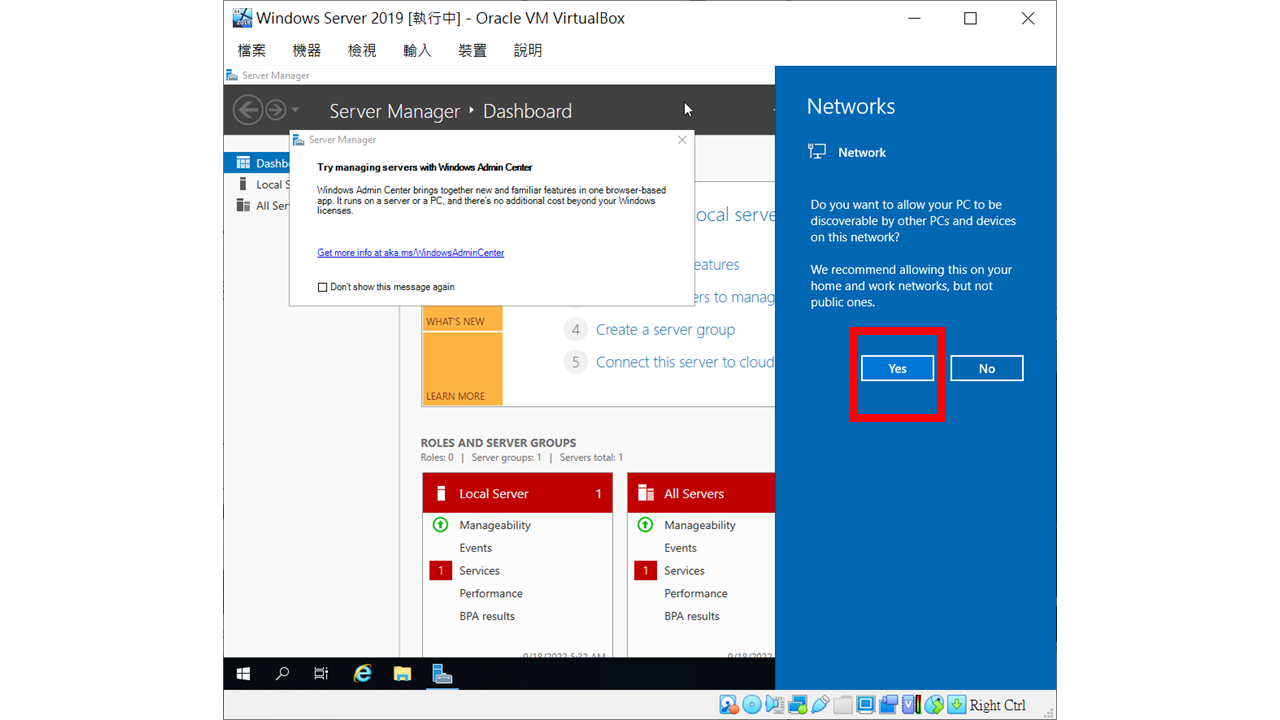 Windows Server 2019 [執行中] - Oracle VM VirtualBox
檔案 機器 檢視 輸入 裝置 說明
Server Manager
Server Manager Dashboard
Server Manager
Try managing servers with Windows Admin Center
Windows Admin Center brings together new and familiar features in one browser-based
app. It runs on a server or a PC, and there's no additional cost beyond your Windows
licenses.
Get more info at aka.ms/WindowsAdminCenter
Don't show this message again
Dashb
Local S
All Ser
ocal serve
eatures
ers to manag
4 Create a server group
5 Connect this server to cloud
WHAT'S NEW
LEARN MORE
ROLES AND SERVER GROUPS
Roles: 0 | Server groups: 1 | Servers total: 1
Local Server 1
Manageability
Events
1 Services
Performance
BPA results
9/18/2022 5:32 AM
All Servers
Manageability
Events
1 Services
Performance
BPA results
9/18/2022
Networks
Network
Do you want to allow your PC to be
discoverable by other PCs and devices
on this network?
We recommend allowing this on your
home and work networks, but not
public ones.
Yes No
Right Ctrl